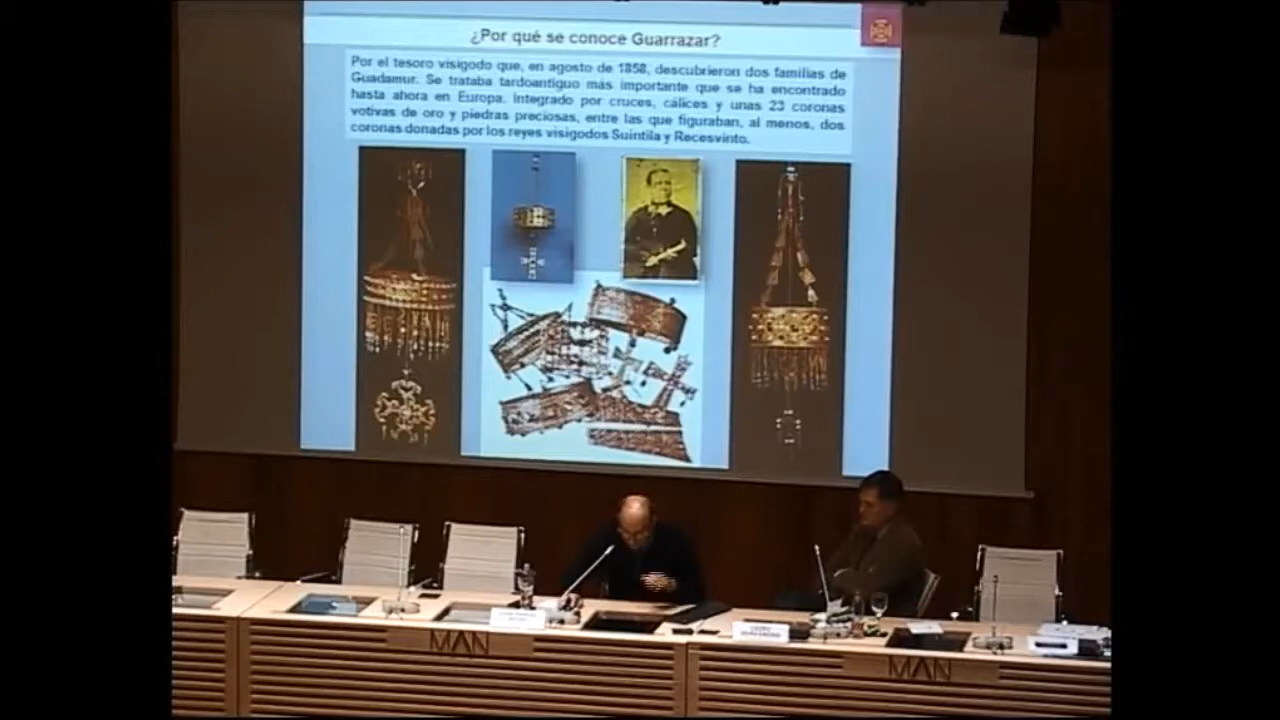 ¿Por qué se conoce Guarrazar?
Por el tesoro visigodo que, en agosto de 1858, descubrieron dos familias de
Guadamur. Se trataba tardoantiguo más importante que se ha encontrado
hasta ahora en Europa. Integrado por cruces, cálices y unas 23 coronas
votivas de oro y piedras preciosas, entre las que figuraban, al menos, dos
coronas donadas por los reyes visigodos Suintila y Recesvinto.
MAN
MAN